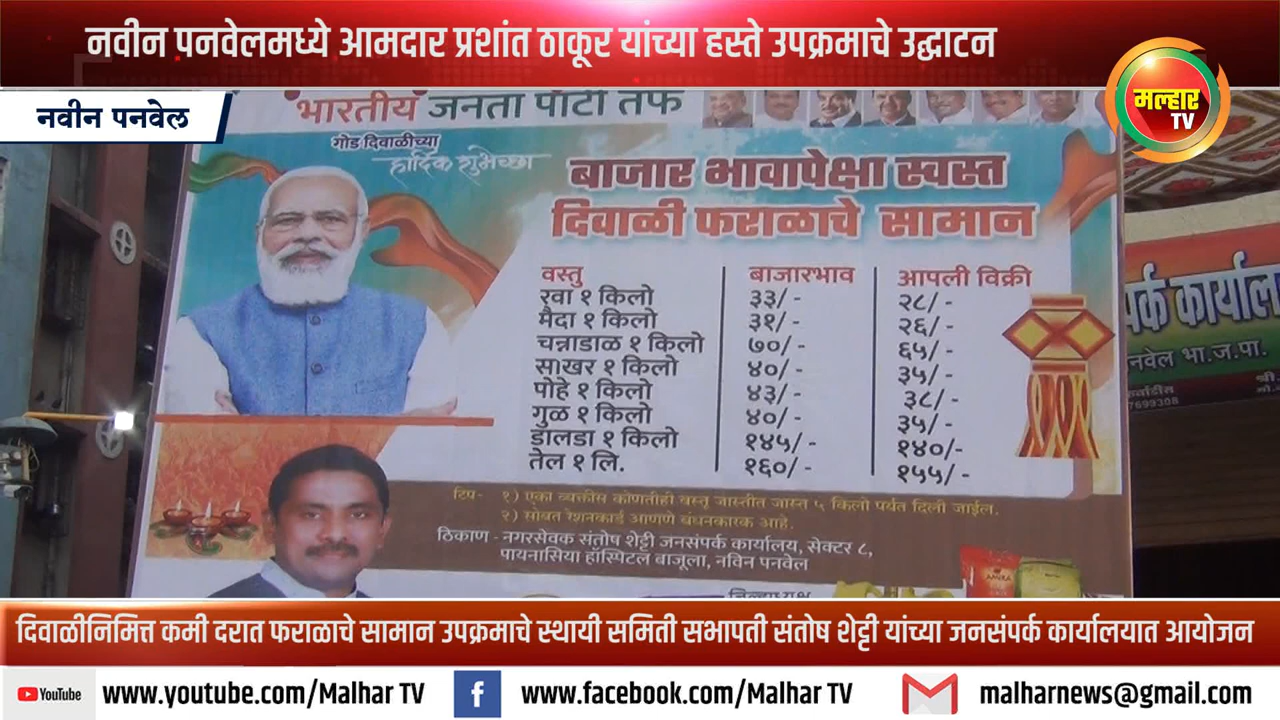 नवीन पनवेलमध्ये आमदार प्रशांत ठाकूर यांच्या हस्ते उपक्रमाचे उद्घाटन
मल्हार
TV
नवीन पनवेल
भारतीय जनता पार्टी तर्फे
गोड दिवाळीच्या
हार्दिक शुभेच्छा
बाजार भावापेक्षा स्वस्त
दिवाळी फराळाचे सामान
वस्तु बाजारभाव आपली विक्री
रवा १ किलो ३३/- २८/-
मैदा १ किलो ३१/- २६/-
चन्नाडाळ १ किलो ७०/- ६५/-
साखर १ किलो ४०/- ३५/-
पोहे १ किलो ४३/- ३८/-
गुळ १ किलो ४०/- ३५/-
डालडा १ किलो १४५/- १४०/-
तेल १ लि. १६०/- १५५/-
टिप- १) एका व्यक्तीस कोणतीही वस्तू जास्तीत जास्त ५ किलो पर्यंत दिली जाईल.
२) सोबत रेशनकार्ड आणणे बंधनकारक आहे.
ठिकाण - नगरसेवक संतोष शेट्टी जनसंपर्क कार्यालय, सेक्टर ८,
पायनासिया हॉस्पिटल बाजूला, नविन पनवेल
जिल्हाध्यक्ष
र्पक कार्याल
नवेल भा.ज.पा.
7699308
दिवाळीनिमित्त कमी दरात फराळाचे सामान उपक्रमाचे स्थायी समिती सभापती संतोष शेट्टी यांच्या जनसंपर्क कार्यालयात आयोजन
YouTube www.youtube.com/Malhar TV
f www.facebook.com/Malhar TV
malharnews@gmail.com